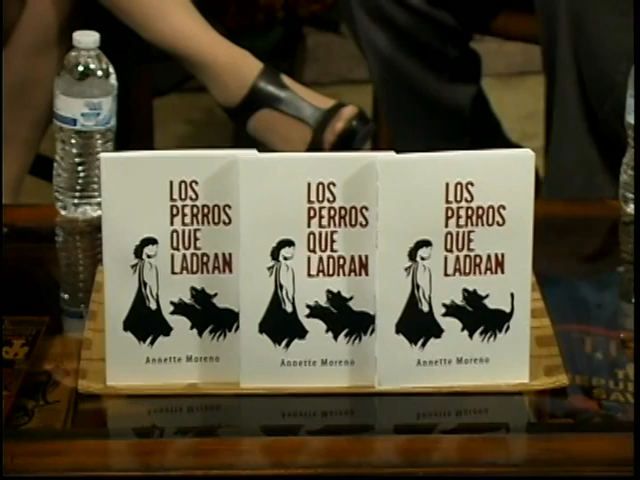 LOS
PERROS
QUE
LADRAN
Annette Moreno
LOS
PERROS
QUE
LADRAN
Annette Moreno
LOS
PERROS
QUE
LADRAN
Annette Moreno